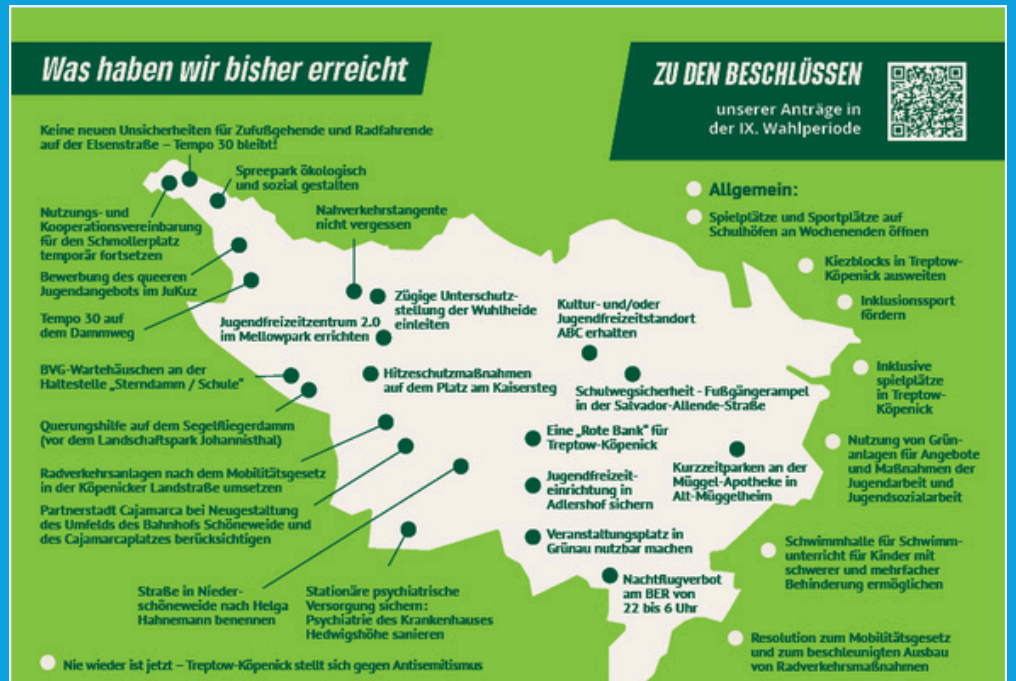 Was haben wir bisher erreicht
ZU DEN BESCHLÜSSEN
unserer Anträge in
der IX. Wahlperiode
Keine neuen Unsicherheiten für Zufußgehende und Radfahrende
auf der Elsenstraße – Tempo 30 bleibt!
Spreepark ökologisch
und sozial gestalten
Nutzungs- und
Kooperationsvereinbarung
für den Schmollerplatz
temporär fortsetzen
Nahverkehrstangente
nicht vergessen
Bewerbung des queeren
Jugendangebots im JuKuz
Tempo 30 auf
dem Dammweg
Zügige Unterschutz-
stellung der Wuhlheide
einleiten
Jugendfreizeitzentrum 2.0
im Mellowpark errichten
Kultur- und/oder
Jugendfreizeitstandort
ABC erhalten
BVG-Wartehäuschen an der
Haltestelle „Sterndamm / Schule“
Hitzeschutzmaßnahmen
auf dem Platz am Kaisersteg
Schulwegsicherheit - Fußgängerampel
in der Salvador-Allende-Straße
Querungshilfe auf dem Segelfliegerdamm
(vor dem Landschaftspark Johannisthal)
Eine „Rote Bank“ für
Treptow-Köpenick
Radverkehrsanlagen nach dem Mobilitätsgesetz
in der Köpenicker Landstraße umsetzen
Jugendfreizeit-
einrichtung in
Adlershof sichern
Kurzzeitparken an der
Müggel-Apotheke in
Alt-Müggelheim
Partnerstadt Cajamarca bei Neugestaltung
des Umfelds des Bahnhofs Schöneweide und
des Cajamarcaplatzes berücksichtigen
Veranstaltungsplatz in
Grünau nutzbar machen
Straße in Nieder-
schöneweide nach Helga
Hahnemann benennen
Stationäre psychiatrische
Versorgung sichern:
Psychiatrie des Krankenhauses
Hedwigshöhe sanieren
Nachtflugverbot
am BER von
22 bis 6 Uhr
Allgemein:
Spielplätze und Sportplätze auf
Schulhöfen an Wochenenden öffnen
Kiezblocks in Treptow-
Köpenick ausweiten
Inklusionssport
fördern
Inklusive
spielplätze
in Treptow-
Köpenick
Nutzung von Grün-
anlagen für Angebote
und Maßnahmen der
Jugendarbeit und
Jugendsozialarbeit
Schwimmhalle für Schwimm-
unterricht für Kinder mit
schwerer und mehrfacher
Behinderung ermöglichen
Resolution zum Mobilitätsgesetz
und zum beschleunigten Ausbau
von Radverkehrsmaßnahmen
Nie wieder ist jetzt – Treptow-Köpenick stellt sich gegen Antisemitismus